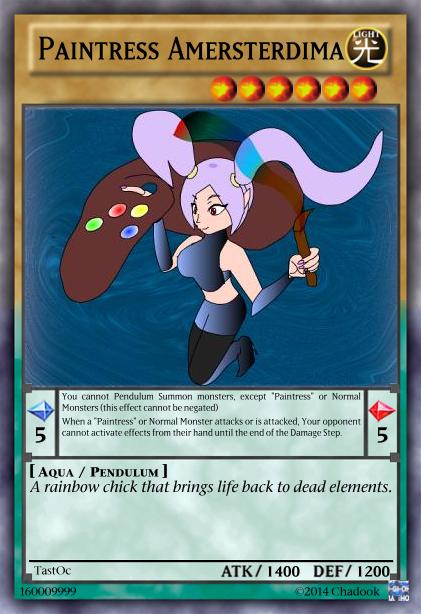 PAINTRESS AMERSTERDIMA
LIGHT
光
You cannot Pendulum Summon monsters, except "Paintress" or Normal
Monsters (this effect cannot be negated)
When a "Paintress" or Normal Monster attacks or is attacked, Your opponent
cannot activate effects from their hand until the end of the Damage Step.
5
5
[ AQUA / PENDULUM ]
A rainbow chick that brings life back to dead elements.
TastOc
ATK / 1400 DEF / 1200
160009999
©2014 Chadook